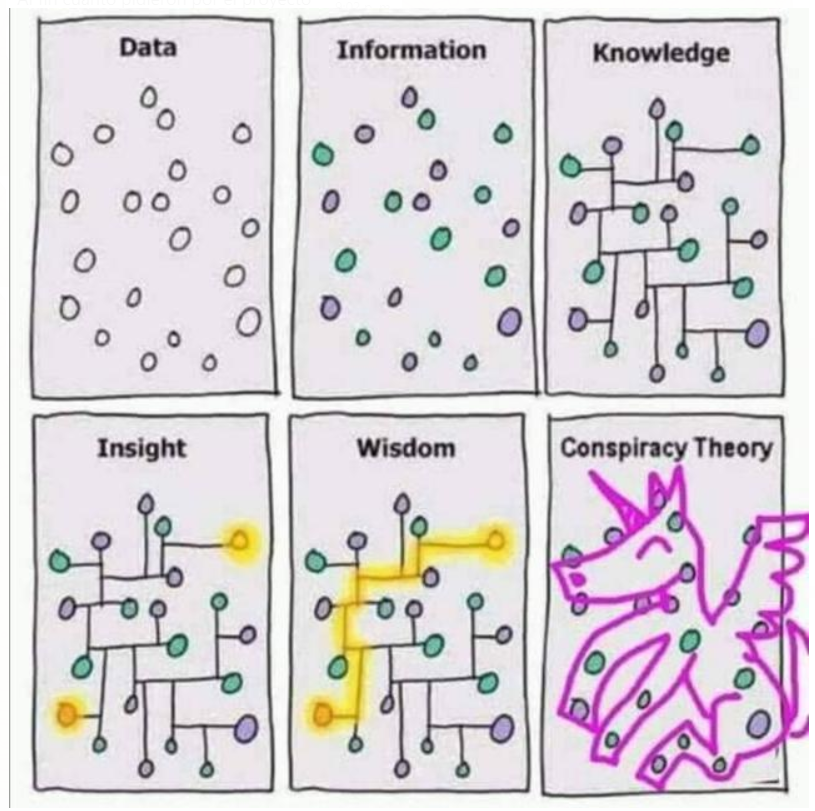 Data
Information
Knowledge
Insight
Wisdom
Conspiracy Theory